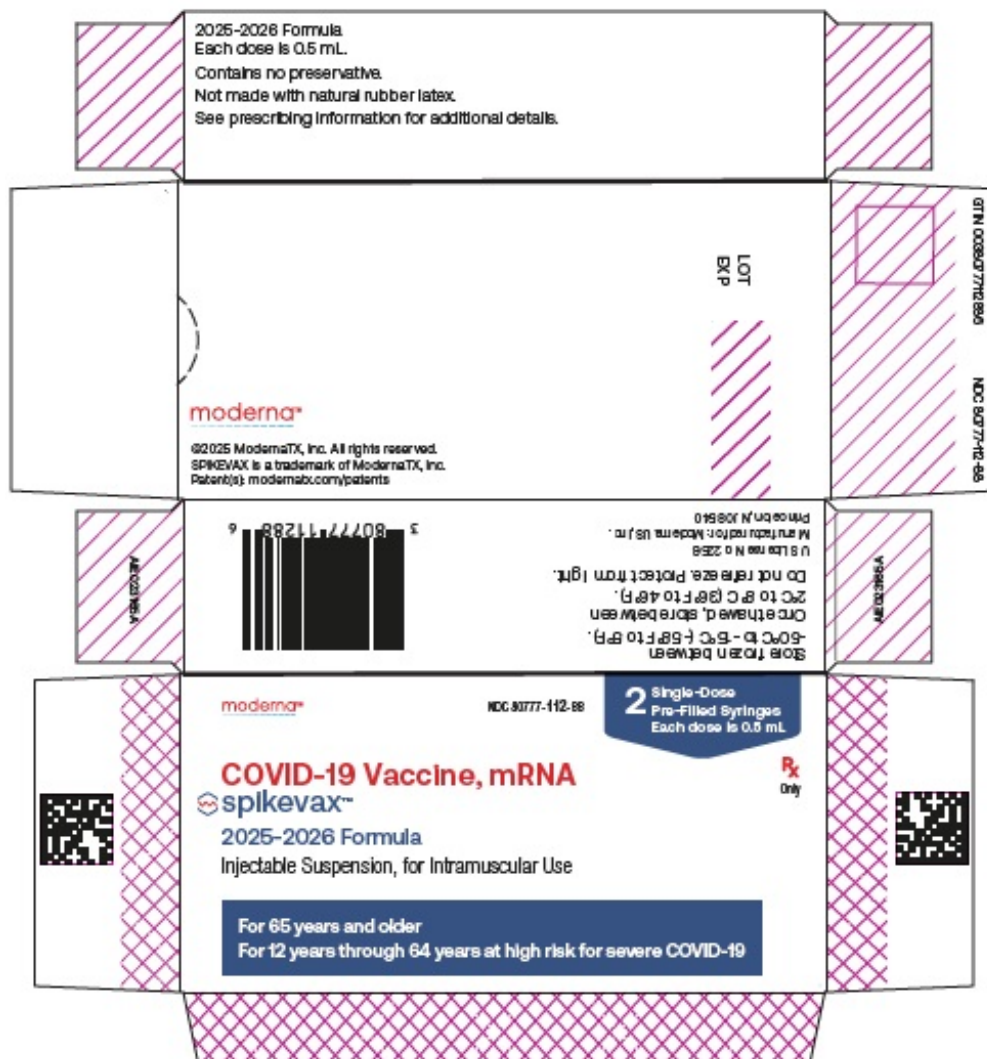 2025-2026 Formula
Each dose is 0.5 mL.
Contains no preservative.
Not made with natural rubber latex.
See prescribing information for additional details.
LOT
EXP
GTIN 00380777112895
NDC 80777-112-88
moderna™
©2025 ModernaTX, Inc. All rights reserved.
SPIKEVAX is a trademark of ModernaTX, Inc.
Patent(s): modernatx.com/patents
3 80777 11288 6
Store frozen between
-50°C to -15°C (-58°F to 5°F).
Once thawed, store between
2°C to 8°C (36°F to 46°F).
Do not refreeze. Protect from light.
US License No. 2256
Manufactured for: Moderna US, Inc.
Princeton, NJ 08540
moderna™
NDC 80777-112-88
2 Single-Dose
Pre-Filled Syringes
Each dose is 0.5 mL
COVID-19 Vaccine, mRNA
spikevax™
2025-2026 Formula
Injectable Suspension, for Intramuscular Use
Rx
Only
For 65 years and older
For 12 years through 64 years at high risk for severe COVID-19